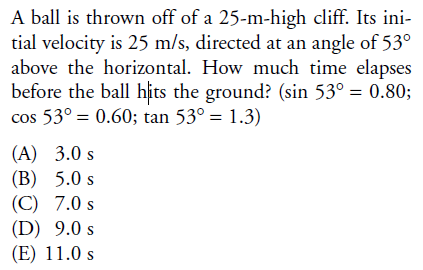 A ball is thrown off of a 25-m-high cliff. Its ini-
tial velocity is 25 m/s, directed at an angle of 53°
above the horizontal. How much time elapses
before the ball hits the ground? (sin 53° = 0.80;
cos 53° = 0.60; tan 53° = 1.3)
(A) 3.0 s
(B) 5.0 s
(C) 7.0 s
(D) 9.0 s
(E) 11.0 s